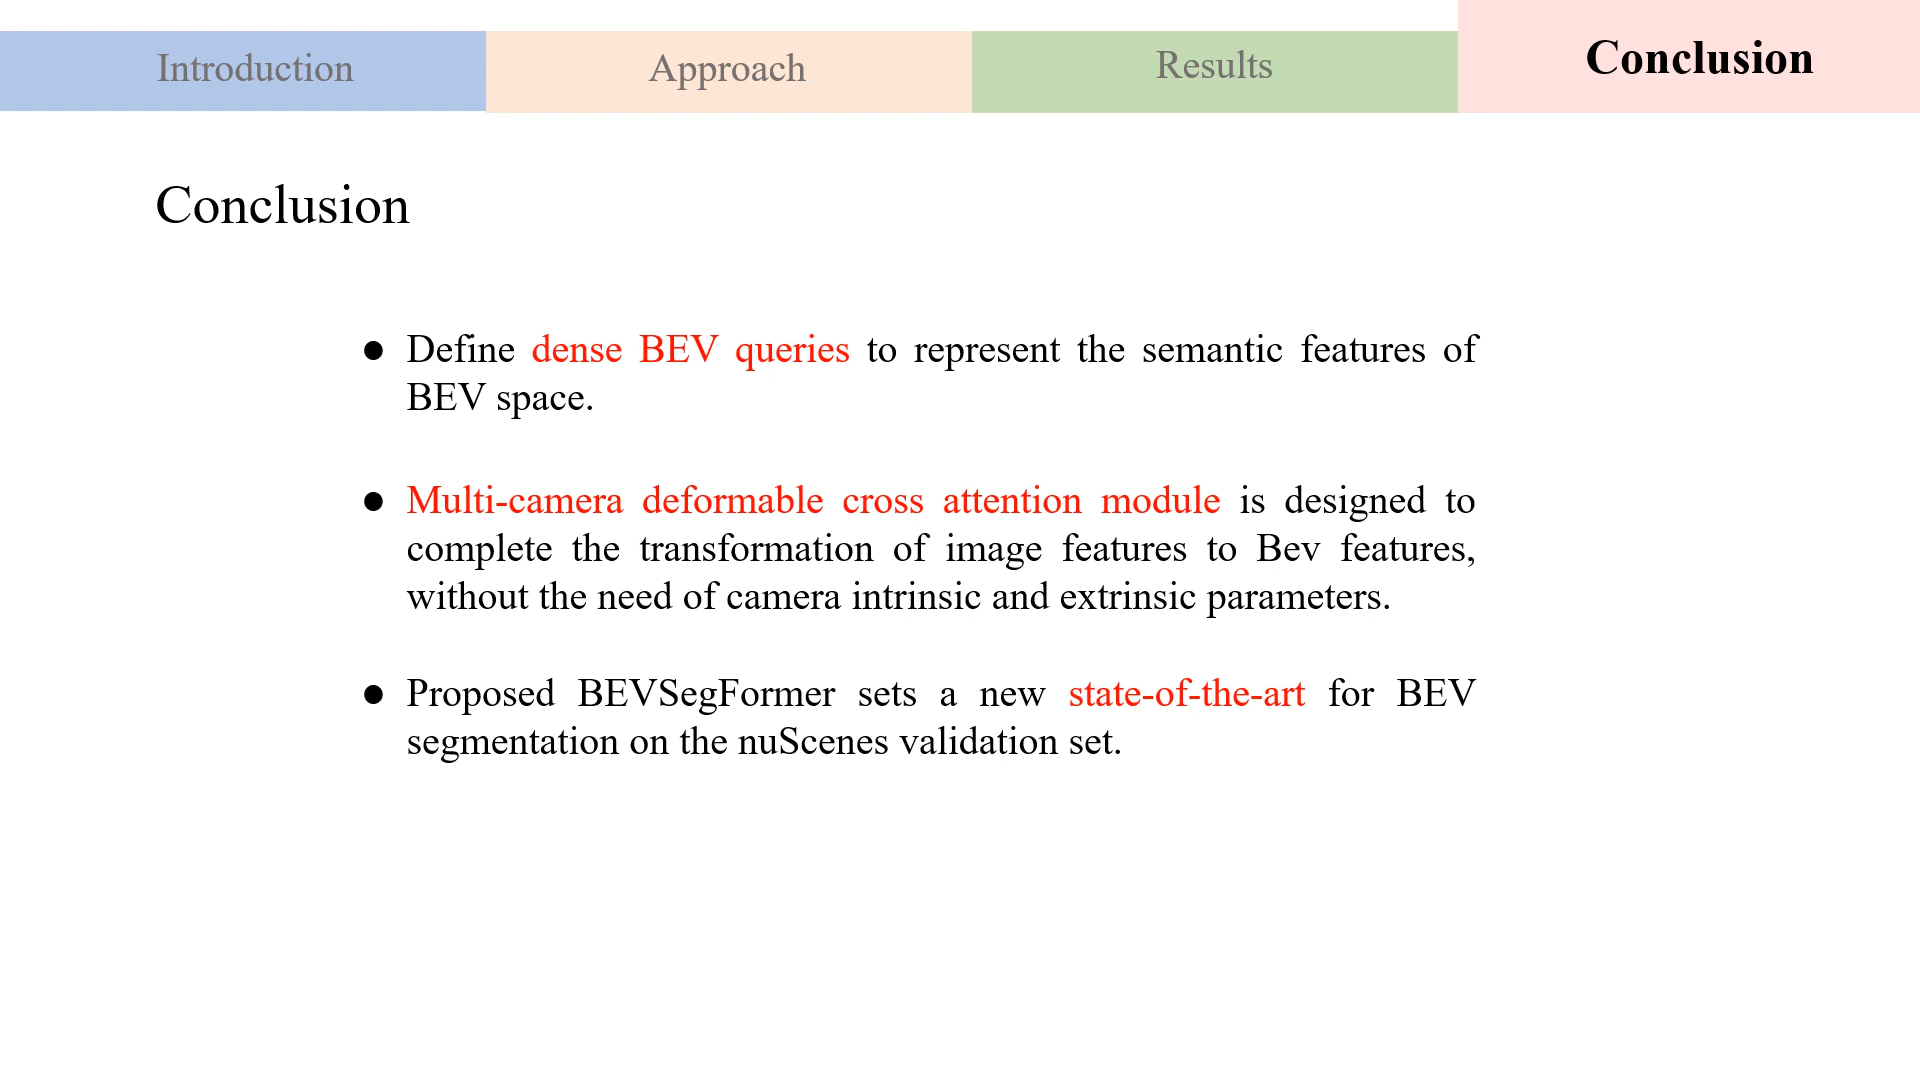 Introduction
Approach
Results
Conclusion
Conclusion
● Define dense BEV queries to represent the semantic features of
BEV space.
● Multi-camera deformable cross attention module is designed to
complete the transformation of image features to Bev features,
without the need of camera intrinsic and extrinsic parameters.
● Proposed BEVSegFormer sets a new state-of-the-art for BEV
segmentation on the nuScenes validation set.